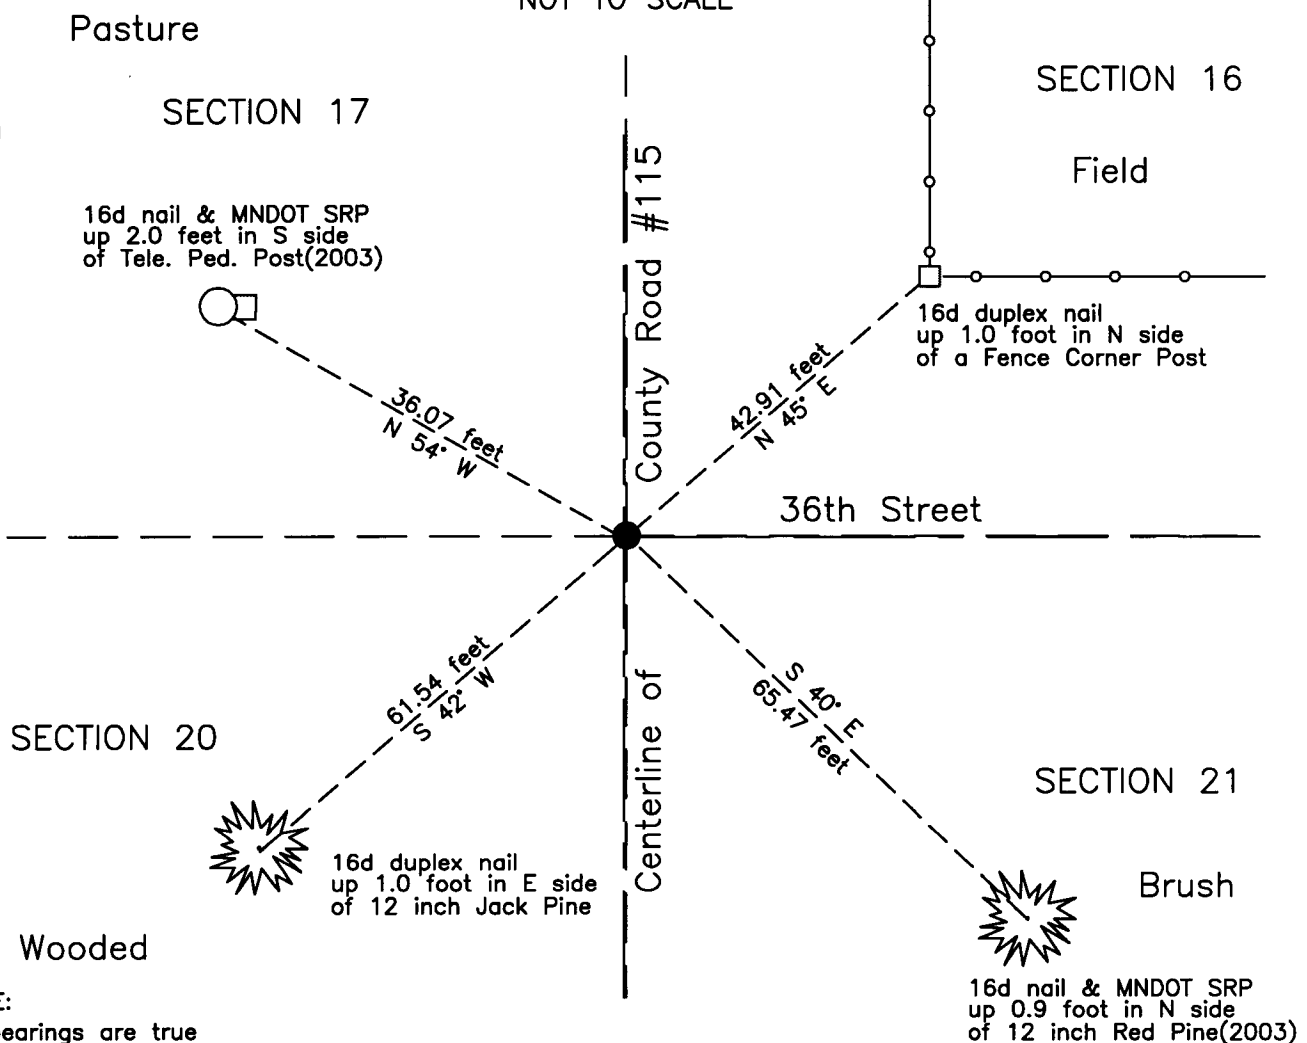 NOT TO SCALE
Pasture
SECTION 17
SECTION 16
Field
16d nail & MNDOT SRP
up 2.0 feet in S side
of Tele. Ped. Post(2003)
County Road #115
16d duplex nail
up 1.0 foot in N side
of a Fence Corner Post
36.07 feet
N 54° W
42.91 feet
N 45° E
36th Street
61.54 feet
S 42° W
S 40° E
65.47 feet
Centerline of
SECTION 20
SECTION 21
16d duplex nail
up 1.0 foot in E side
of 12 inch Jack Pine
Brush
Wooded
16d nail & MNDOT SRP
up 0.9 foot in N side
of 12 inch Red Pine(2003)
E:
earings are true